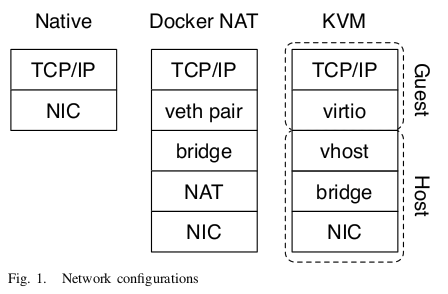 Native
TCP/IP
NIC
Docker NAT
TCP/IP
veth pair
bridge
NAT
NIC
KVM
TCP/IP
virtio
vhost
bridge
NIC
Guest
Host
Fig. 1. Network configurations